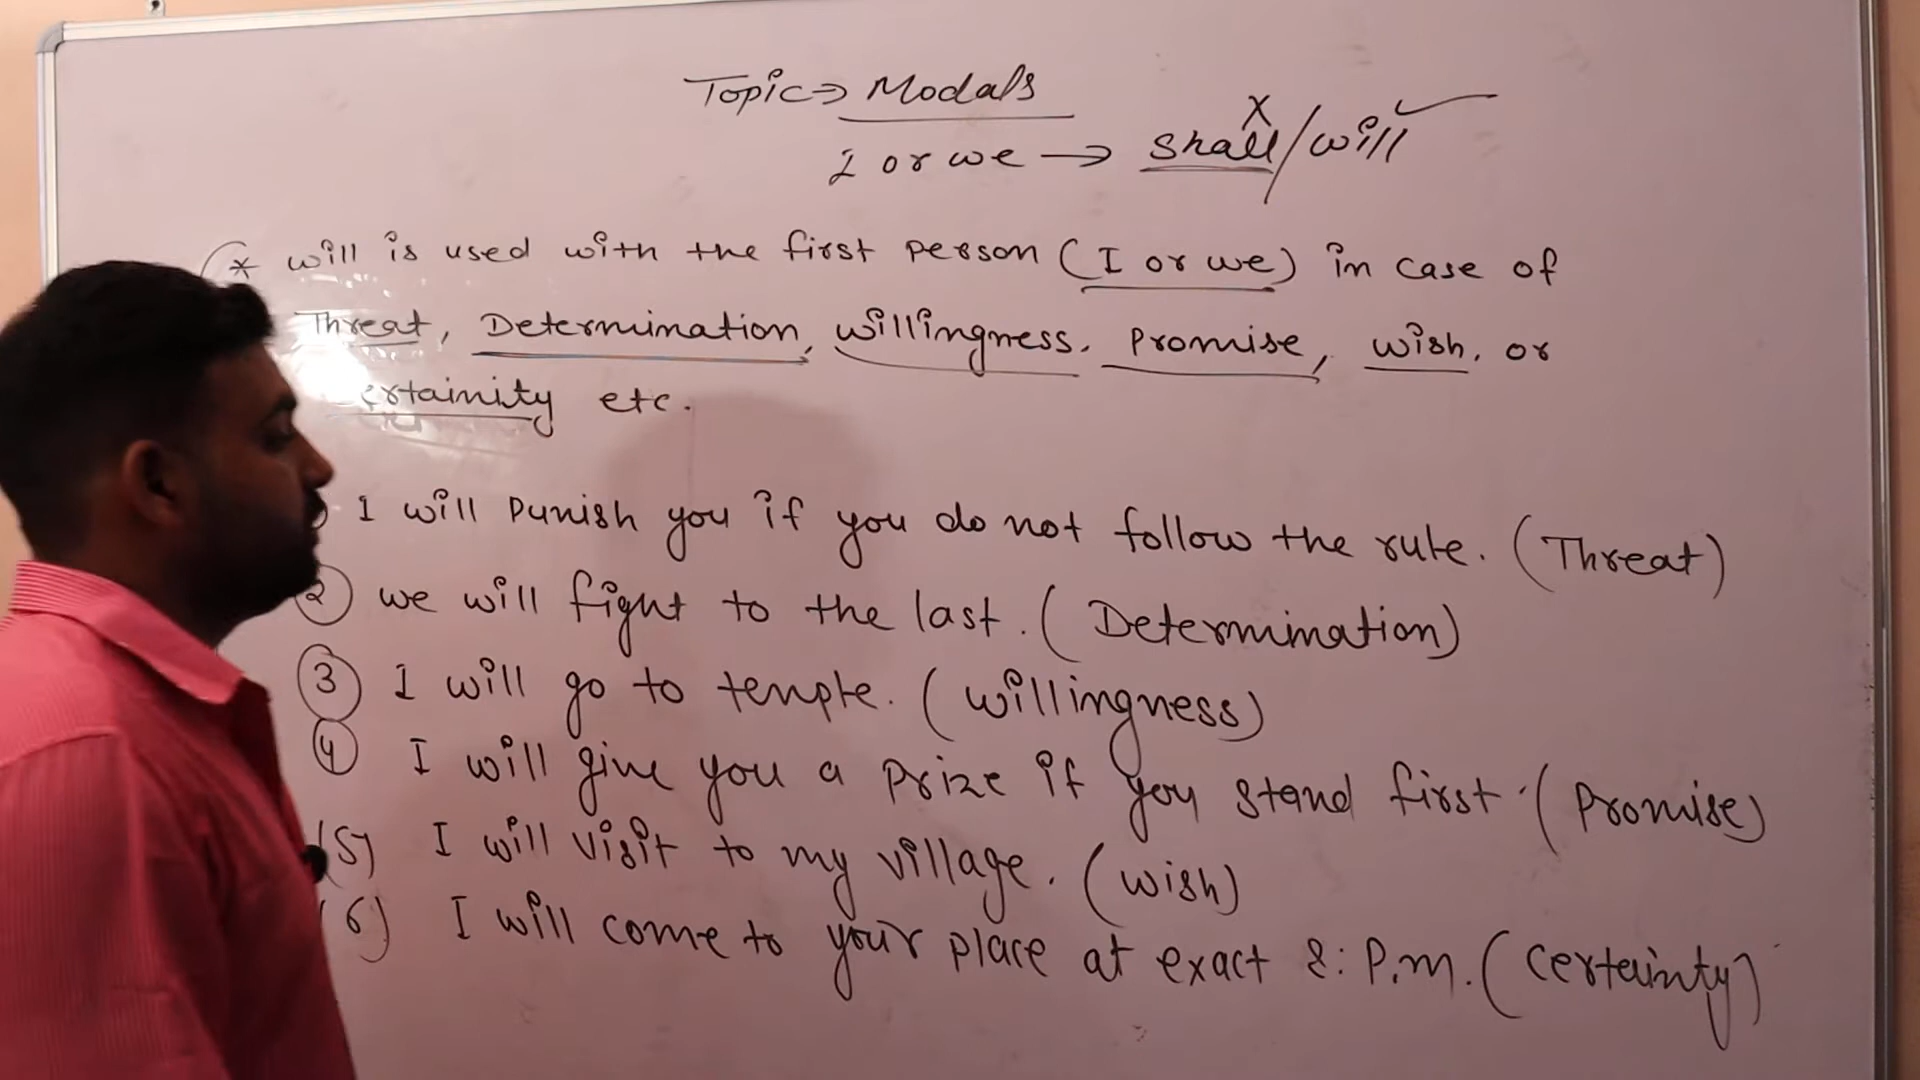 Topic⇒ Modals
I or we → shall/will
* will is used with the first person (I or we) in case of
Threat, Determination, willingness, Promise, wish, or
ertainity etc.
I will Punish you if you do not follow the rule. (Threat)
2 we will fight to the last. (Determination)
3 I will go to temple. (willingness)
4 I will give you a prize if you stand first. (Promise)
(5) I will visit to my village. (wish)
(6) I will come to your place at exact 8: P.m. (certainty)